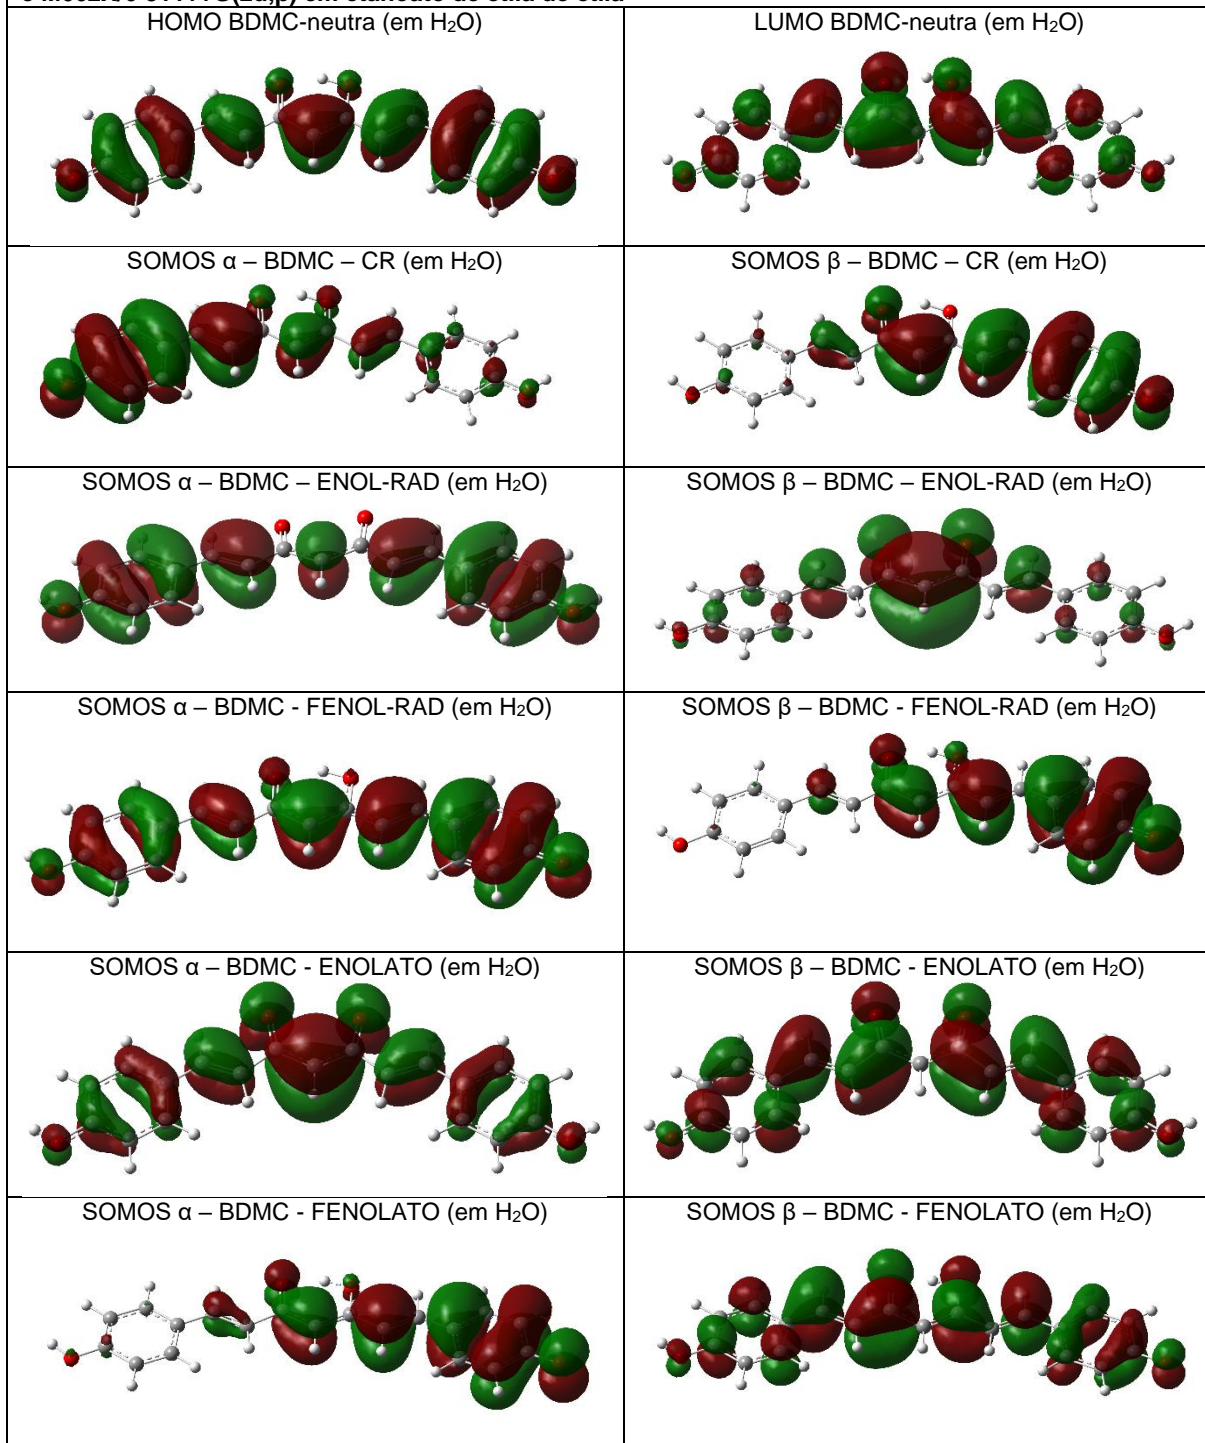 HOMO BDMC-neutra (em H₂O)
LUMO BDMC-neutra (em H₂O)
SOMOS α – BDMC – CR (em H₂O)
SOMOS β – BDMC – CR (em H₂O)
SOMOS α – BDMC – ENOL-RAD (em H₂O)
SOMOS β – BDMC – ENOL-RAD (em H₂O)
SOMOS α – BDMC - FENOL-RAD (em H₂O)
SOMOS β – BDMC - FENOL-RAD (em H₂O)
SOMOS α – BDMC - ENOLATO (em H₂O)
SOMOS β – BDMC - ENOLATO (em H₂O)
SOMOS α – BDMC - FENOLATO (em H₂O)
SOMOS β – BDMC - FENOLATO (em H₂O)